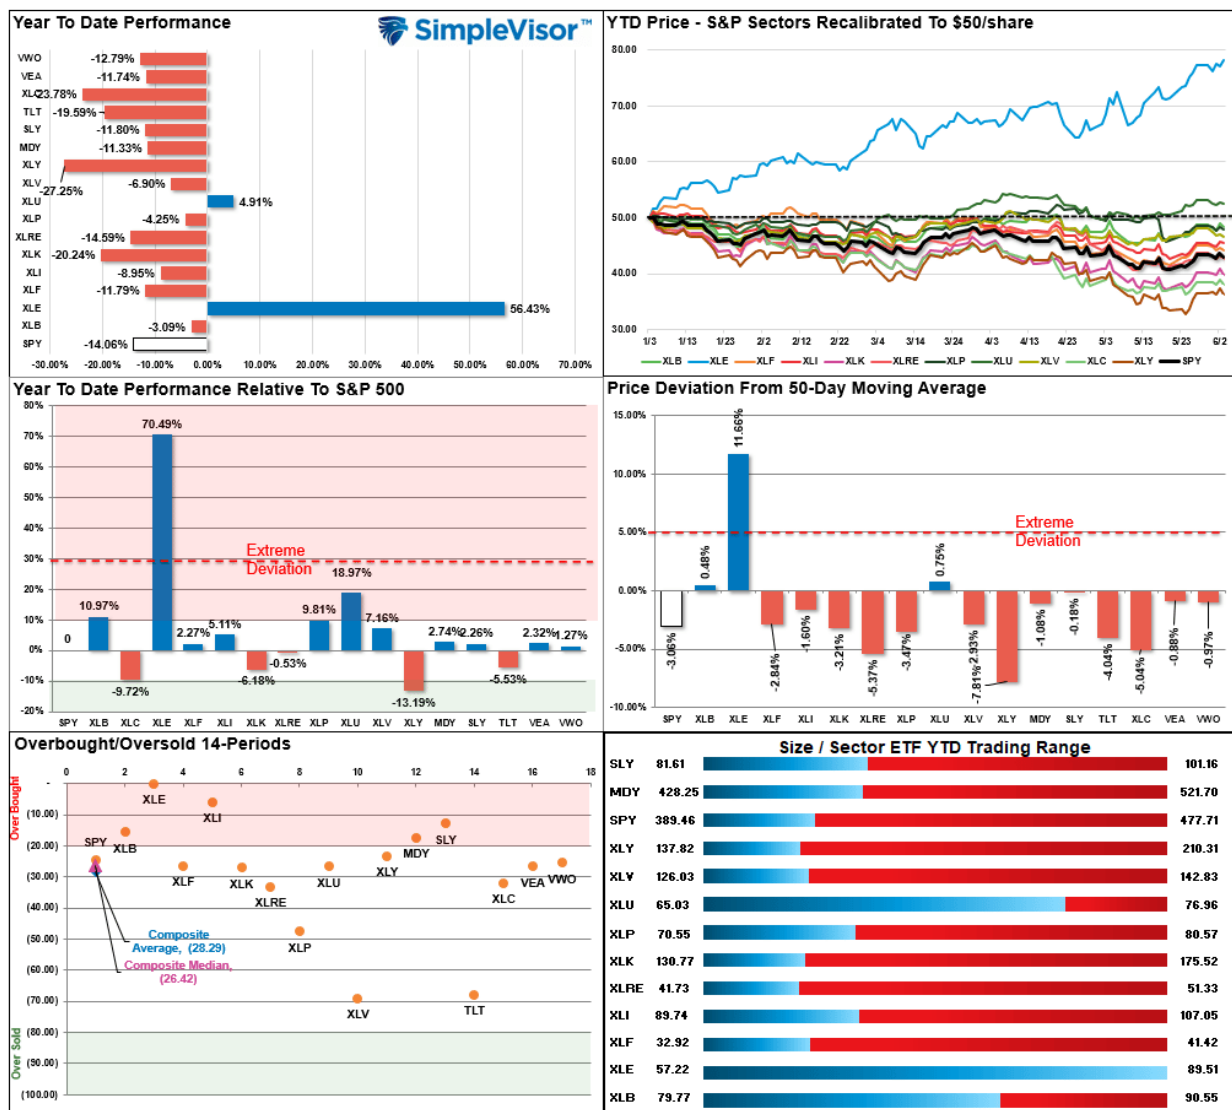 Year To Date Performance
SimpleVisor™
VWO -12.79%
VEA -11.74%
XLC -23.78%
TLT -19.59%
SLY -11.80%
MDY -11.33%
XLY -27.25%
XLV -6.90%
XLU 4.91%
XLP -4.25%
XLRE -14.59%
XLK -20.24%
XLI -8.95%
XLF -11.79%
XLE 56.43%
XLB -3.09%
SPY -14.06%
-30.00% -20.00% -10.00% 0.00% 10.00% 20.00% 30.00% 40.00% 50.00% 60.00% 70.00%
YTD Price - S&P Sectors Recalibrated To $50/share
80.00
70.00
60.00
50.00
40.00
30.00
1/3 1/13 1/23 2/2 2/12 2/22 3/4 3/14 3/24 4/3 4/13 4/23 5/3 5/13 5/23 6/2
XLB XLE XLF XLI XLK XLRE XLP XLU XLV XLC XLY SPY
Year To Date Performance Relative To S&P 500
80%
70%
60%
50%
40%
30%
20%
10%
0%
-10%
-20%
Extreme
Deviation
0 10.97% -9.72% 70.49% 2.27% 5.11% -6.18% -0.53% 9.81% 18.97% 7.16% -13.19% 2.74% 2.26% -5.53% 2.32% 1.27%
SPY XLB XLC XLE XLF XLI XLK XLRE XLP XLU XLV XLY MDY SLY TLT VEA VWO
Price Deviation From 50-Day Moving Average
15.00%
10.00%
5.00%
0.00%
-5.00%
-10.00%
Extreme
Deviation
-3.06% 0.48% 11.66% -2.84% -1.60% -3.21% -5.37% -3.47% 0.75% -2.93% -7.81% -1.08% -0.18% -4.04% -5.04% -0.88% -0.97%
SPY XLB XLE XLF XLI XLK XLRE XLP XLU XLV XLY MDY SLY TLT XLC VEA VWO
Overbought/Oversold 14-Periods
0 2 4 6 8 10 12 14 16 18
-
(10.00)
(20.00)
(30.00)
(40.00)
(50.00)
(60.00)
(70.00)
(80.00)
(90.00)
(100.00)
Over Bought
Over Sold
SPY
XLB
XLE
XLF
XLI
XLK
XLRE
XLP
XLU
XLV
XLY
MDY
SLY
TLT
XLC
VEA
VWO
Composite
Average, (28.29)
Composite Median,
(26.42)
Size / Sector ETF YTD Trading Range
SLY 81.61 101.16
MDY 428.25 521.70
SPY 389.46 477.71
XLY 137.82 210.31
XLV 126.03 142.83
XLU 65.03 76.96
XLP 70.55 80.57
XLK 130.77 175.52
XLRE 41.73 51.33
XLI 89.74 107.05
XLF 32.92 41.42
XLE 57.22 89.51
XLB 79.77 90.55